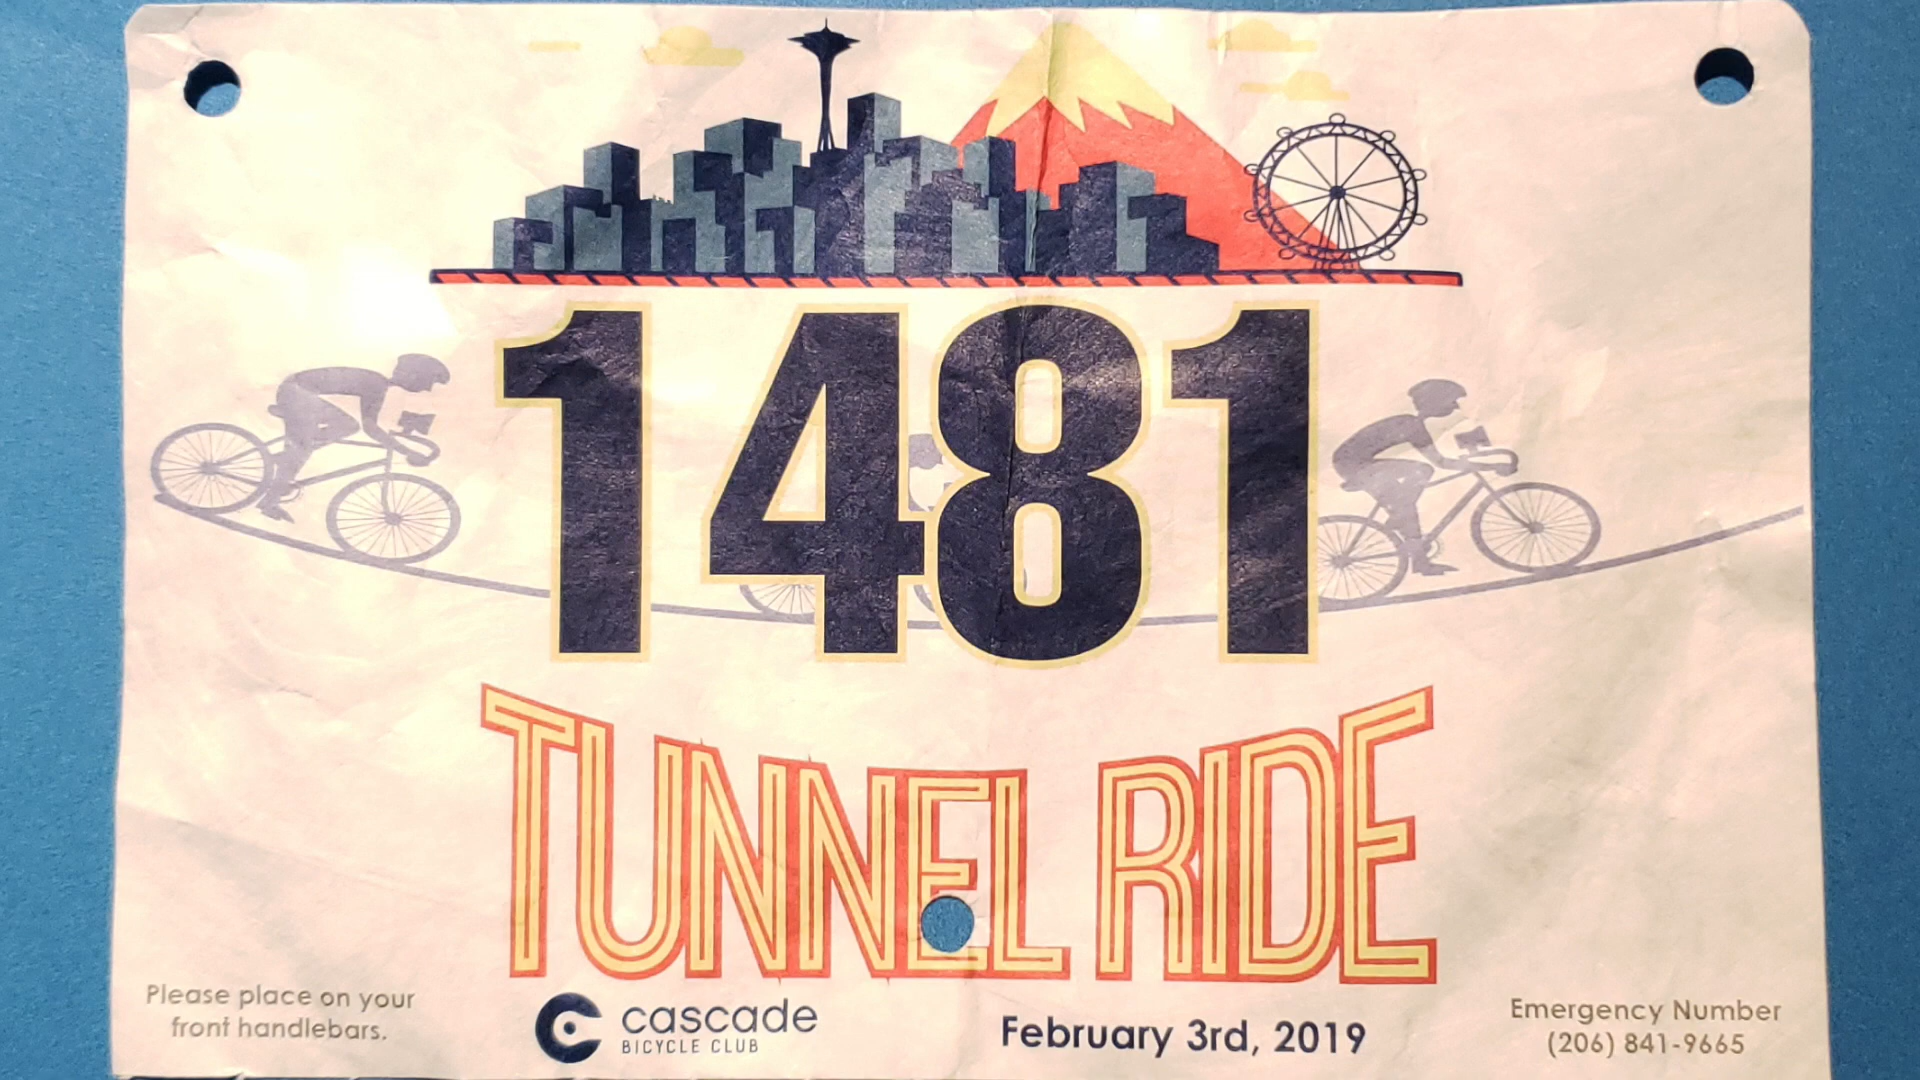 1481
TUNNEL RIDE
Please place on your
front handlebars.
cascade
BICYCLE CLUB
February 3rd, 2019
Emergency Number
(206) 841-9665